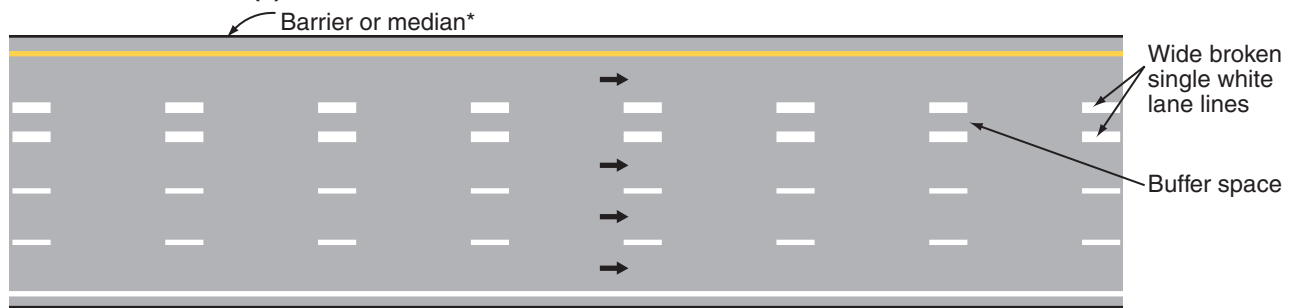 Barrier or median*
Wide broken
single white
lane lines
Buffer space